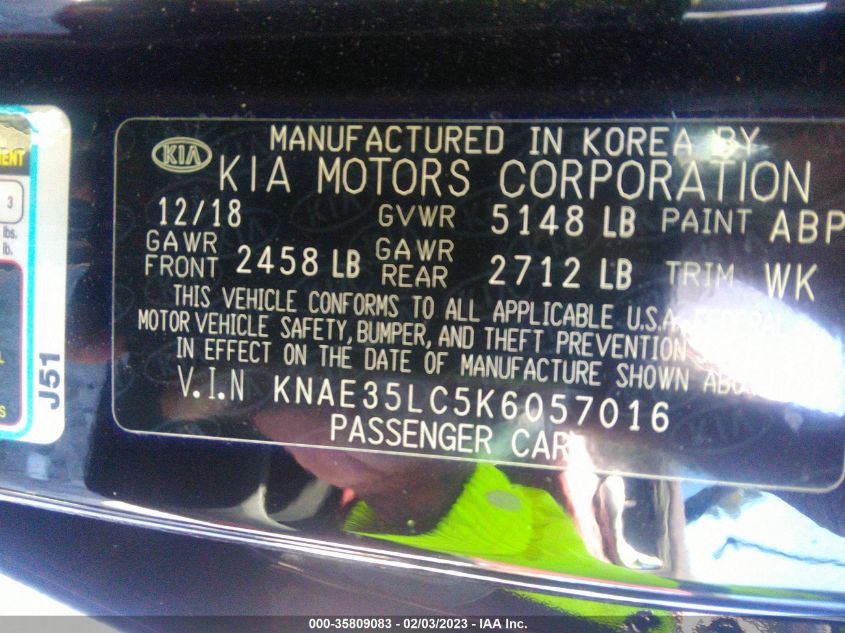 MANUFACTURED IN KOREA BY
KIA KIA MOTORS CORPORATION
12/18 GVWR 5148 LB PAINT ABP
GAWR FRONT 2458 LB GAWR REAR 2712 LB TRIM WK
THIS VEHICLE CONFORMS TO ALL APPLICABLE U.S.A. FEDERAL
MOTOR VEHICLE SAFETY, BUMPER, AND THEFT PREVENTION
IN EFFECT ON THE DATE OF MANUFACTURE SHOWN
V.I.N KNAE35LC5K6057016
PASSENGER CAR
3
lbs.
lb.
J51
000-35809083 - 02/03/2023 - IAA Inc.